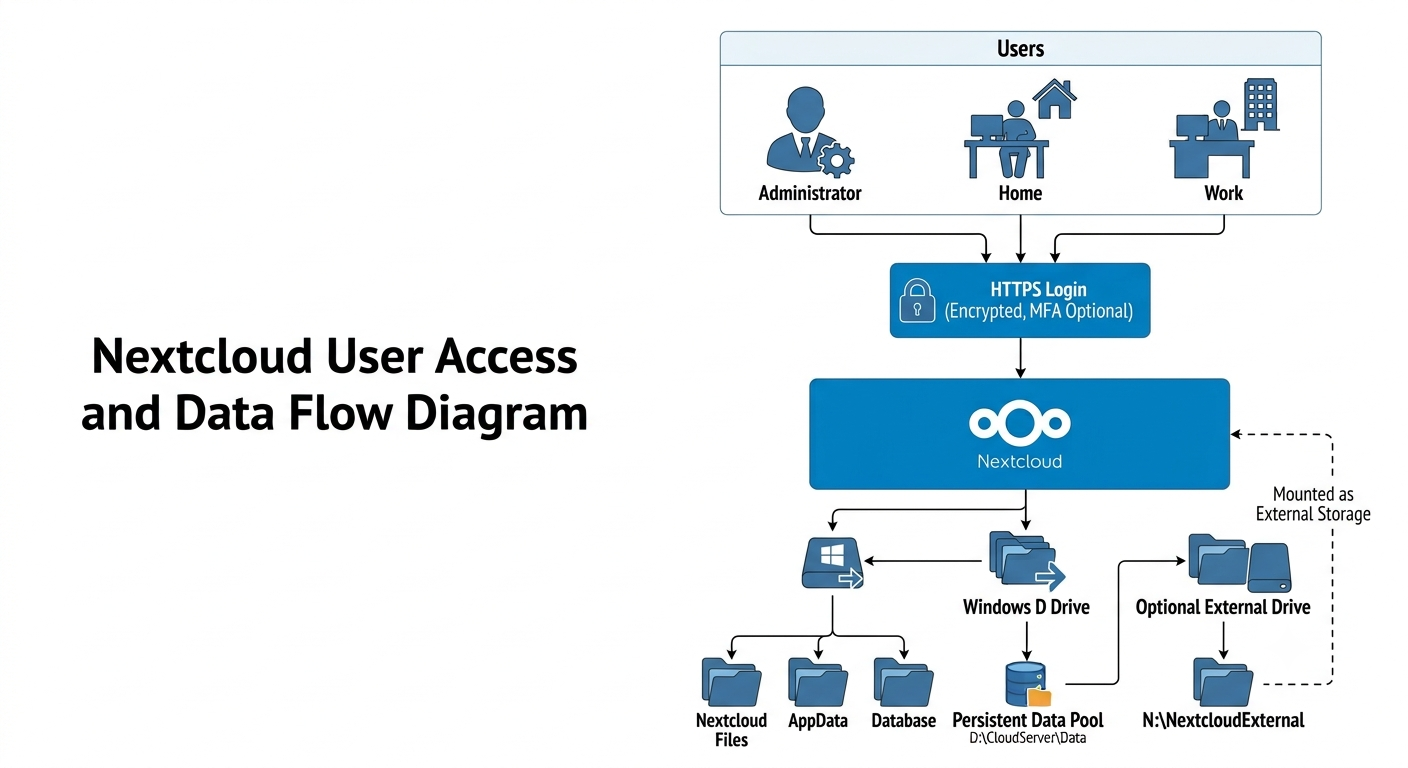 Nextcloud User Access
and Data Flow Diagram
Users
Administrator
Home
Work
HTTPS Login
(Encrypted, MFA Optional)
Nextcloud
Mounted as
External Storage
Windows D Drive
Optional External Drive
Nextcloud
Files
AppData
Database
Persistent Data Pool
D:\CloudServer\Data
N:\NextcloudExternal